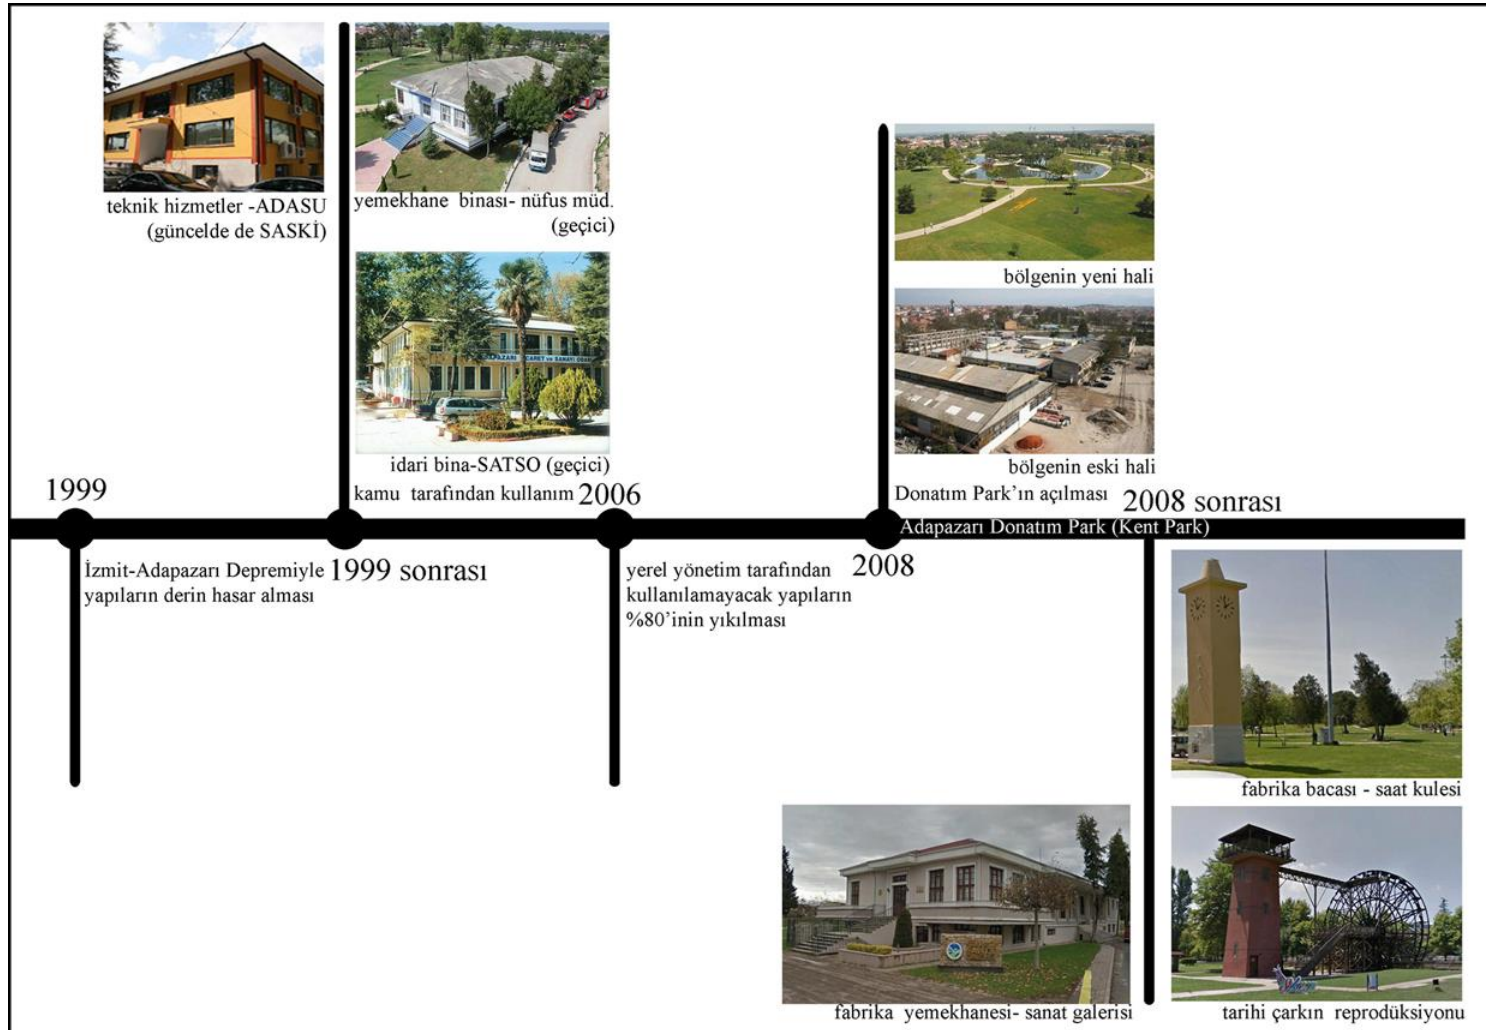 teknik hizmetler -ADASU
(güncelde de SASKİ)
yemekhane binası- nüfus müd.
(geçici)
idari bina-SATSO (geçici)
bölgenin yeni hali
bölgenin eski hali
1999
kamu tarafından kullanım
2006
Donatım Park’ın açılması
2008 sonrası
Adapazarı Donatım Park (Kent Park)
İzmit-Adapazarı Depremiyle
yapıların derin hasar alması
1999 sonrası
yerel yönetim tarafından
kullanılamayacak yapıların
%80’inin yıkılması
2008
fabrika bacası - saat kulesi
fabrika yemekhanesi- sanat galerisi
tarihi çarkın reprodüksiyonu